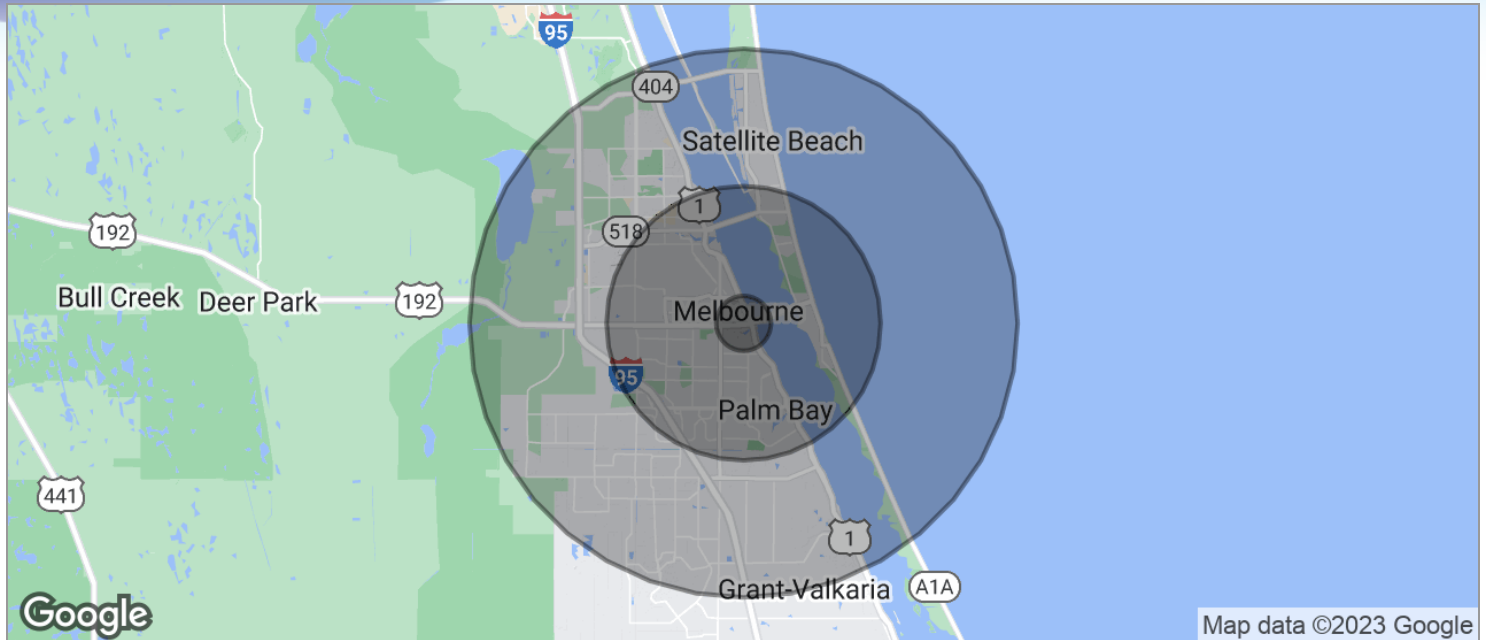 95
404
Satellite Beach
1
518
192
Bull Creek
Deer Park
192
Melbourne
95
Palm Bay
441
1
Grant-Valkaria
A1A
Google
Map data ©2023 Google